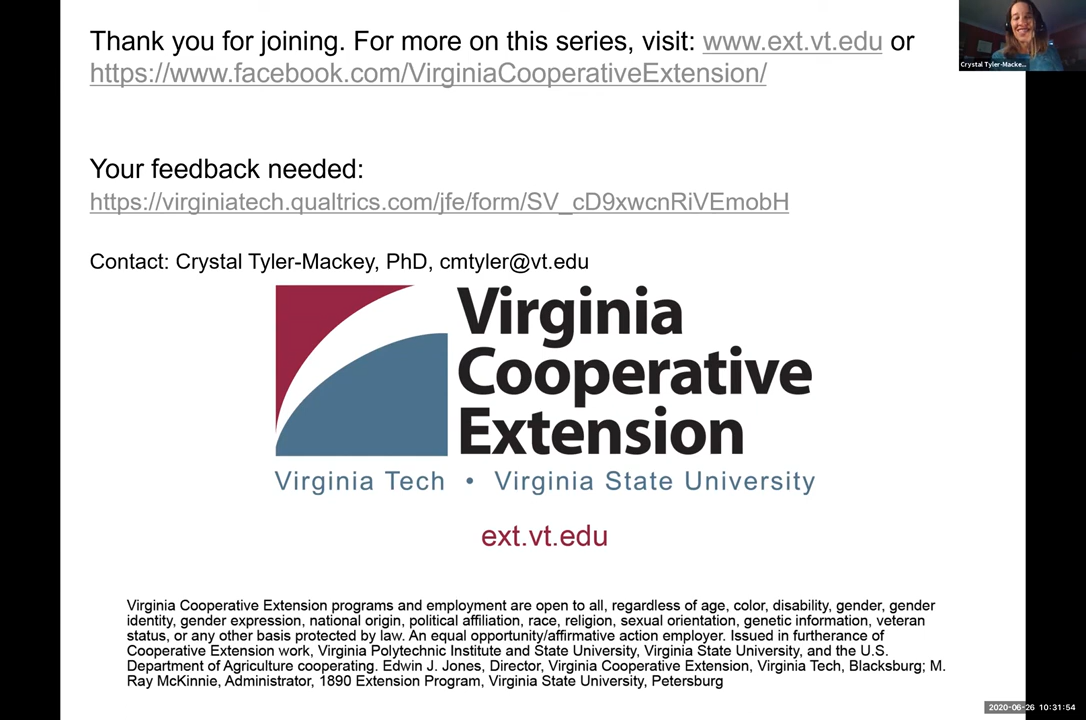 Thank you for joining. For more on this series, visit: www.ext.vt.edu or
https://www.facebook.com/VirginiaCooperativeExtension/
Crystal Tyler-Macke...
Your feedback needed:
https://virginiatech.qualtrics.com/jfe/form/SV_cD9xwcnRiVEmobH
Contact: Crystal Tyler-Mackey, PhD, cmtyler@vt.edu
Virginia
Cooperative
Extension
Virginia Tech • Virginia State University
ext.vt.edu
Virginia Cooperative Extension programs and employment are open to all, regardless of age, color, disability, gender, gender
identity, gender expression, national origin, political affiliation, race, religion, sexual orientation, genetic information, veteran
status, or any other basis protected by law. An equal opportunity/affirmative action employer. Issued in furtherance of
Cooperative Extension work, Virginia Polytechnic Institute and State University, Virginia State University, and the U.S.
Department of Agriculture cooperating. Edwin J. Jones, Director, Virginia Cooperative Extension, Virginia Tech, Blacksburg; M.
Ray McKinnie, Administrator, 1890 Extension Program, Virginia State University, Petersburg
2020-06-26 10:31:54